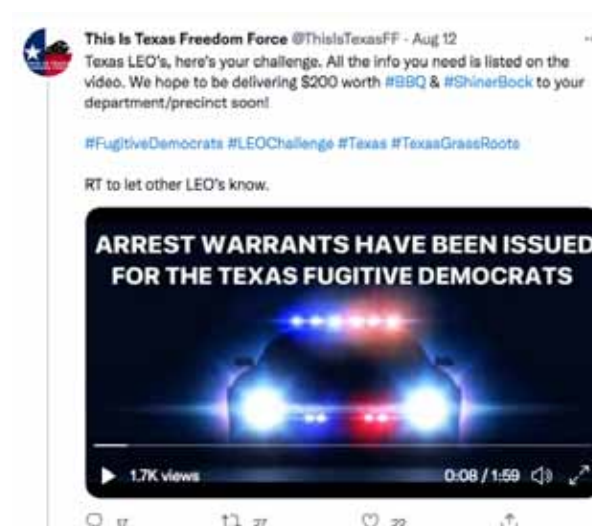 This Is Texas Freedom Force @ThisIsTexasFF · Aug 12
Texas LEO's, here's your challenge. All the info you need is listed on the
video. We hope to be delivering $200 worth #BBQ & #ShinerBock to your
department/precinct soon!
#FugitiveDemocrats #LEOChallenge #Texas #TexasGrassRoots
RT to let other LEO's know.
ARREST WARRANTS HAVE BEEN ISSUED
FOR THE TEXAS FUGITIVE DEMOCRATS
1.7K views
0:08 / 1:59
17
27
22